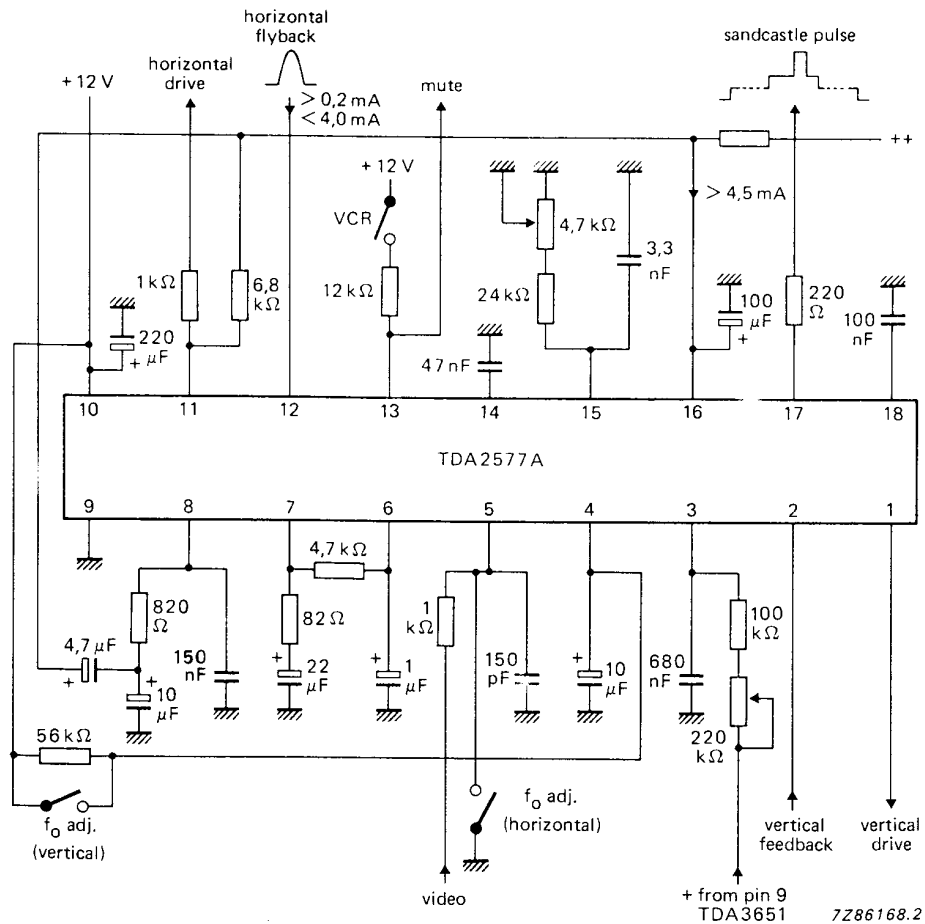 horizontal
flyback
sandcastle pulse
horizontal
drive
+ 12 V
mute
> 0,2 mA
< 4,0 mA
++
+ 12 V
VCR
> 4,5 mA
4,7 kΩ
3,3
nF
1 kΩ
6,8
kΩ
12 kΩ
24 kΩ
100
μF
+
220
Ω
100
nF
220
μF
+
47 nF
10
11
12
13
14
15
16
17
18
TDA2577A
9
8
7
6
5
4
3
2
1
4,7 kΩ
820
Ω
82 Ω
1
kΩ
100
kΩ
4,7 μF
+
+
10
μF
150
nF
+
22
μF
+
1
μF
150
pF
+
10
μF
680
nF
220
kΩ
56 kΩ
fo adj.
(vertical)
fo adj.
(horizontal)
vertical
feedback
vertical
drive
video
+ from pin 9
TDA3651
7Z86168.2